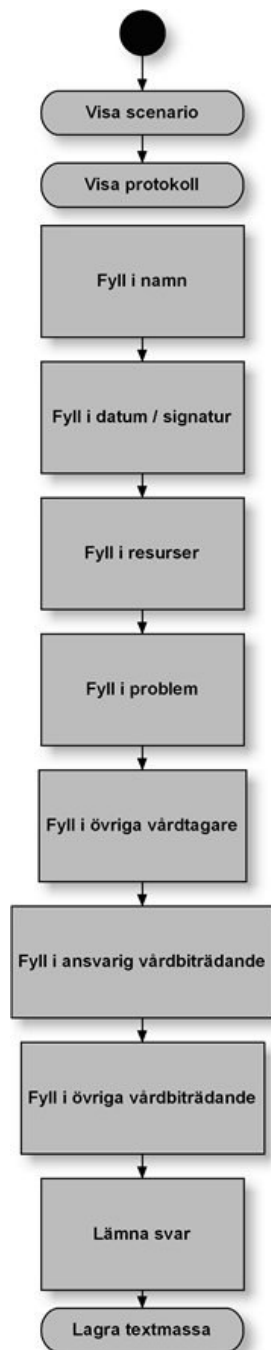 Visa scenario
Visa protokoll
Fyll i namn
Fyll i datum / signatur
Fyll i resurser
Fyll i problem
Fyll i övriga vårdtagare
Fyll i ansvarig vårdbiträdande
Fyll i övriga vårdbiträdande
Lämna svar
Lagra textmassa